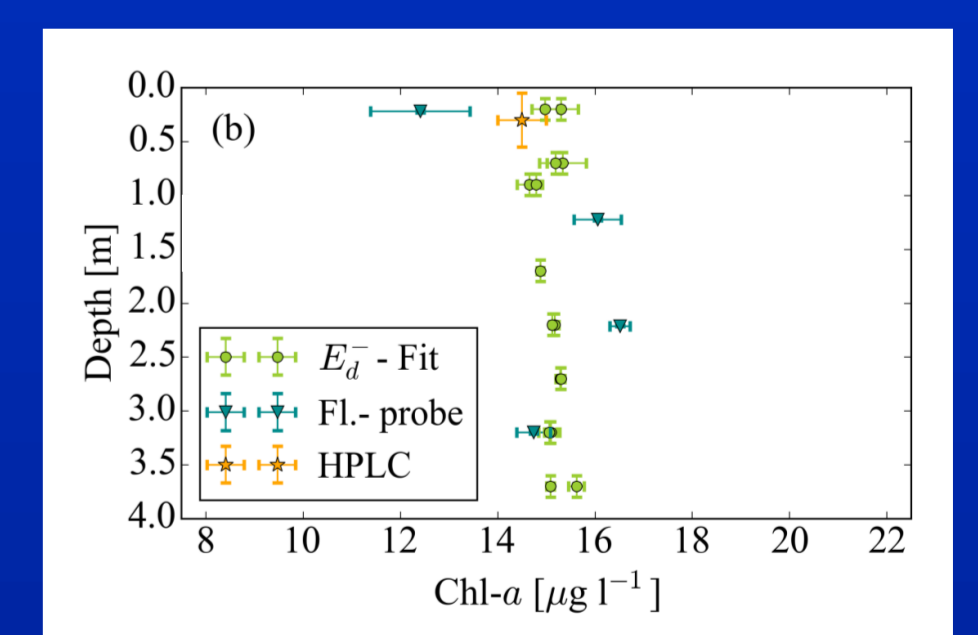 (b)
0.0
0.5
1.0
1.5
2.0
2.5
3.0
3.5
4.0
Depth [m]
E_d^- - Fit
Fl.- probe
HPLC
8 10 12 14 16 18 20 22
Chl-a [μg l⁻¹ ]